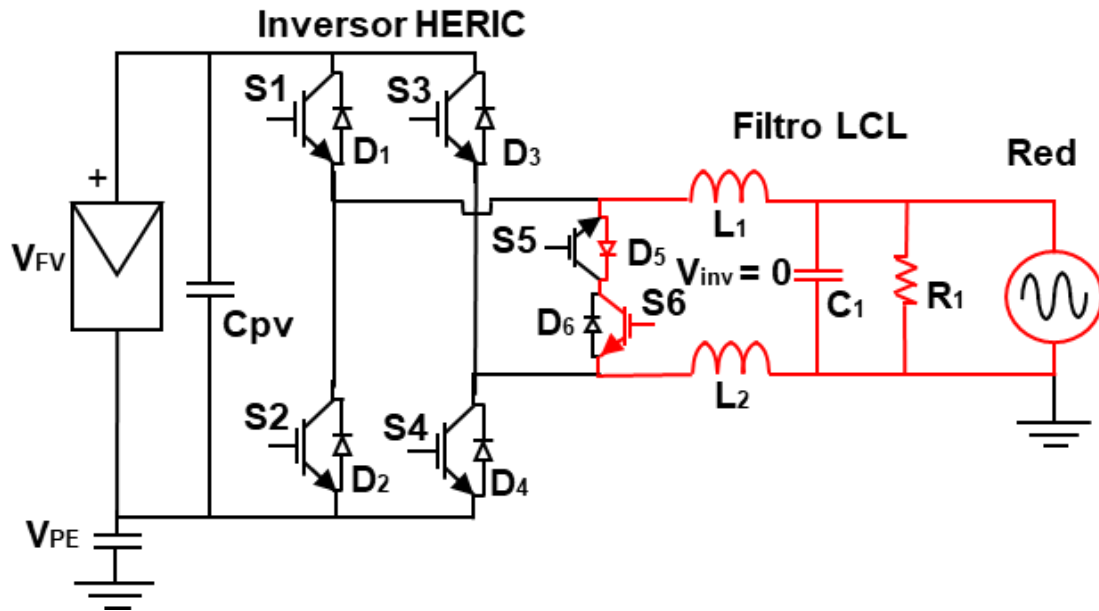 Inversor HERIC
S1
S3
D1
D3
Filtro LCL
Red
+
VFV
Cpv
S5
D5
L1
Vinv = 0
C1
R1
D6
S6
L2
S2
S4
D2
D4
VPE